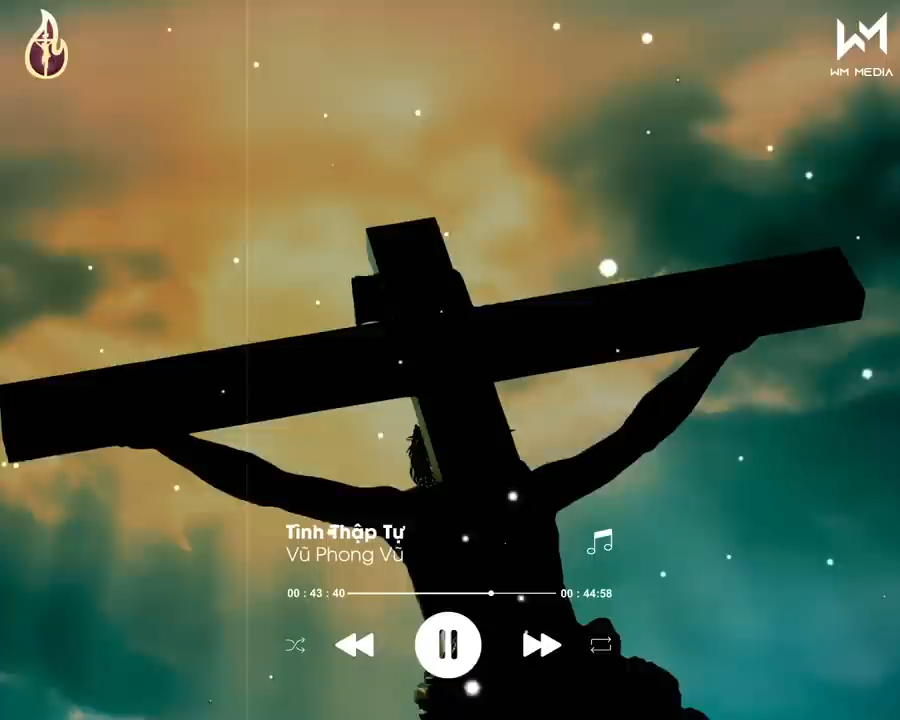 WM MEDIA
Tình Thập Tự
Vũ Phong Vũ
00 : 43 : 40
00 : 44:58